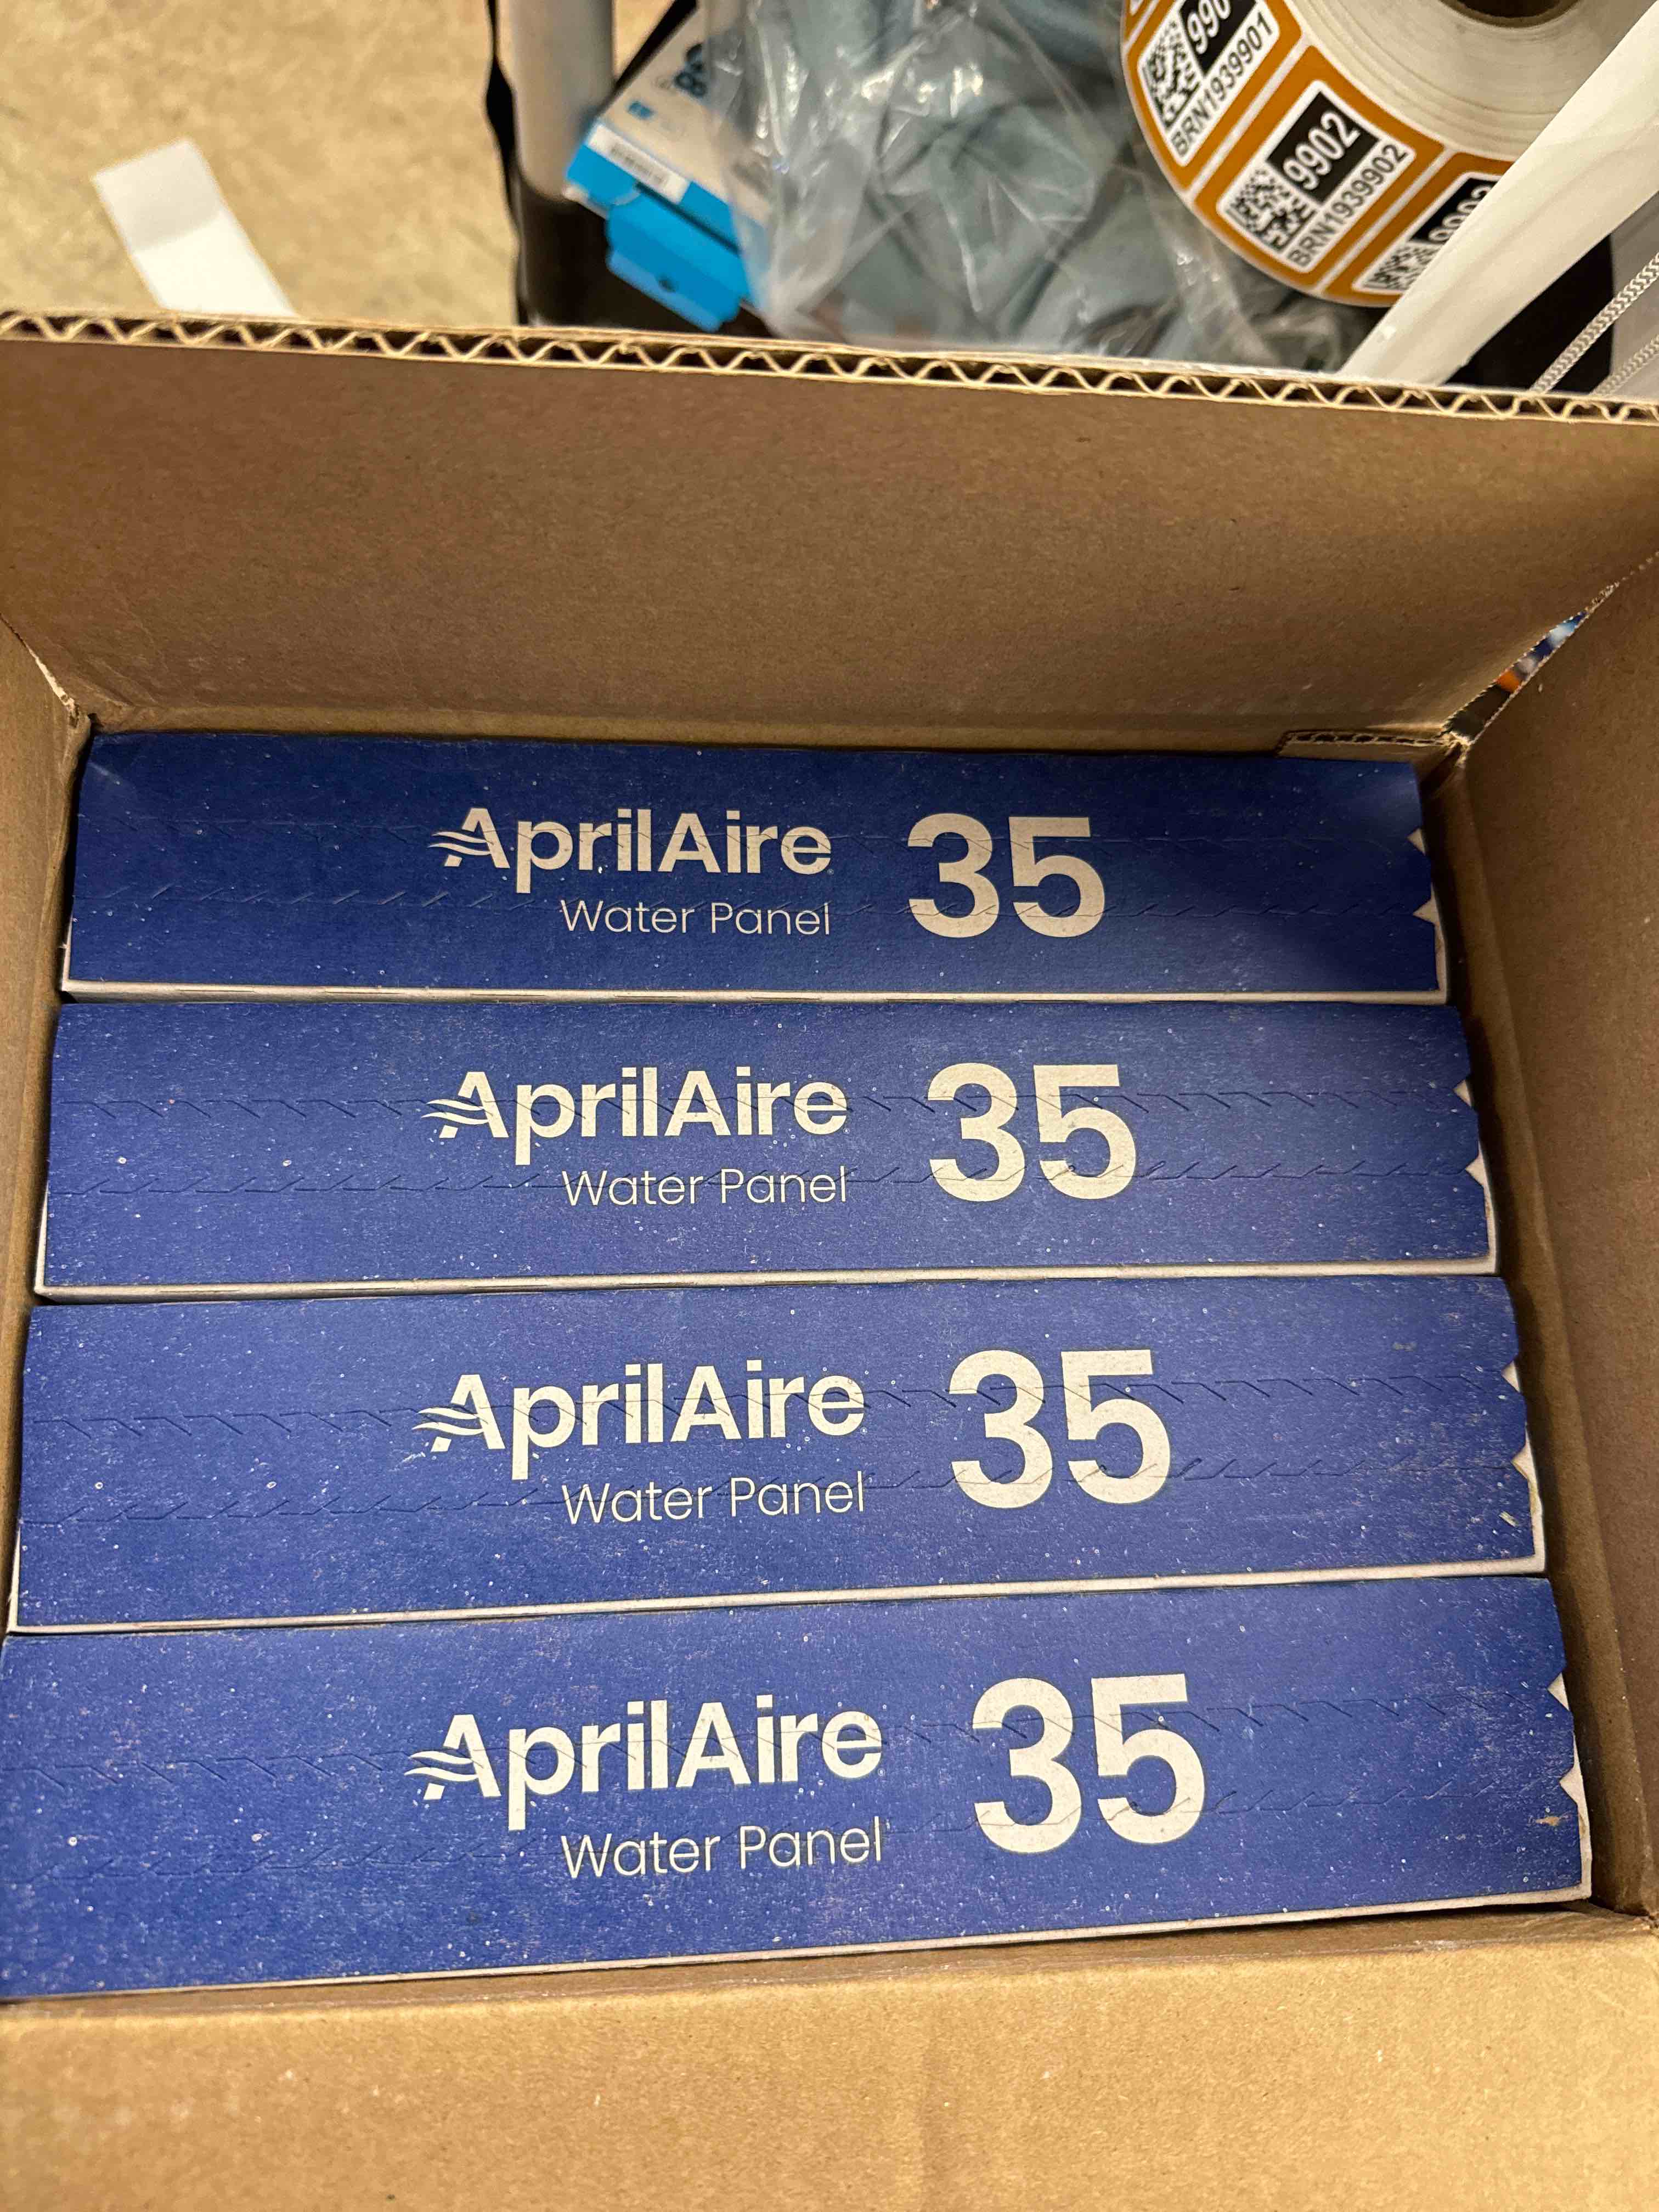 BRN1939901
9902
BRN1939902
AprilAire 35
Water Panel
AprilAire 35
Water Panel
AprilAire 35
Water Panel
AprilAire 35
Water Panel